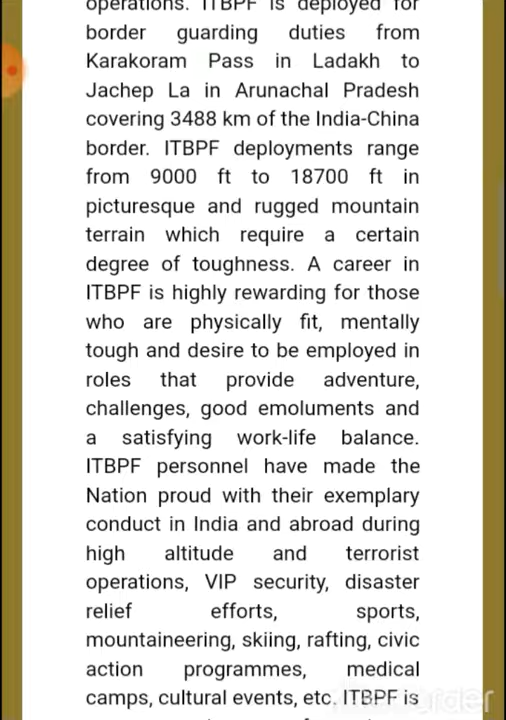 operations. ITBPF is deployed for
border guarding duties from
Karakoram Pass in Ladakh to
Jachep La in Arunachal Pradesh
covering 3488 km of the India-China
border. ITBPF deployments range
from 9000 ft to 18700 ft in
picturesque and rugged mountain
terrain which require a certain
degree of toughness. A career in
ITBPF is highly rewarding for those
who are physically fit, mentally
tough and desire to be employed in
roles that provide adventure,
challenges, good emoluments and
a satisfying work-life balance.
ITBPF personnel have made the
Nation proud with their exemplary
conduct in India and abroad during
high altitude and terrorist
operations, VIP security, disaster
relief efforts, sports,
mountaineering, skiing, rafting, civic
action programmes, medical
camps, cultural events, etc. ITBPF is